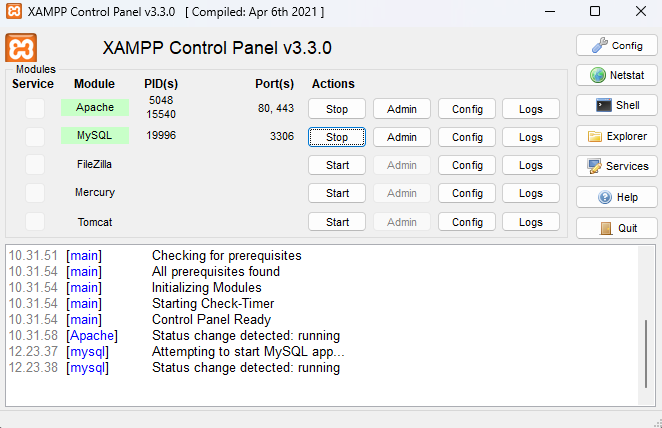 XAMPP Control Panel v3.3.0 [ Compiled: Apr 6th 2021 ]
XAMPP Control Panel v3.3.0
Config
Modules
Service Module PID(s) Port(s) Actions
Netstat
Apache 5048 15540 80, 443 Stop Admin Config Logs
Shell
MySQL 19996 3306 Stop Admin Config Logs
Explorer
FileZilla Start Admin Config Logs
Services
Mercury Start Admin Config Logs
Help
Tomcat Start Admin Config Logs
Quit
10.31.51 [main] Checking for prerequisites
10.31.54 [main] All prerequisites found
10.31.54 [main] Initializing Modules
10.31.54 [main] Starting Check-Timer
10.31.54 [main] Control Panel Ready
10.31.58 [Apache] Status change detected: running
12.23.37 [mysql] Attempting to start MySQL app...
12.23.38 [mysql] Status change detected: running